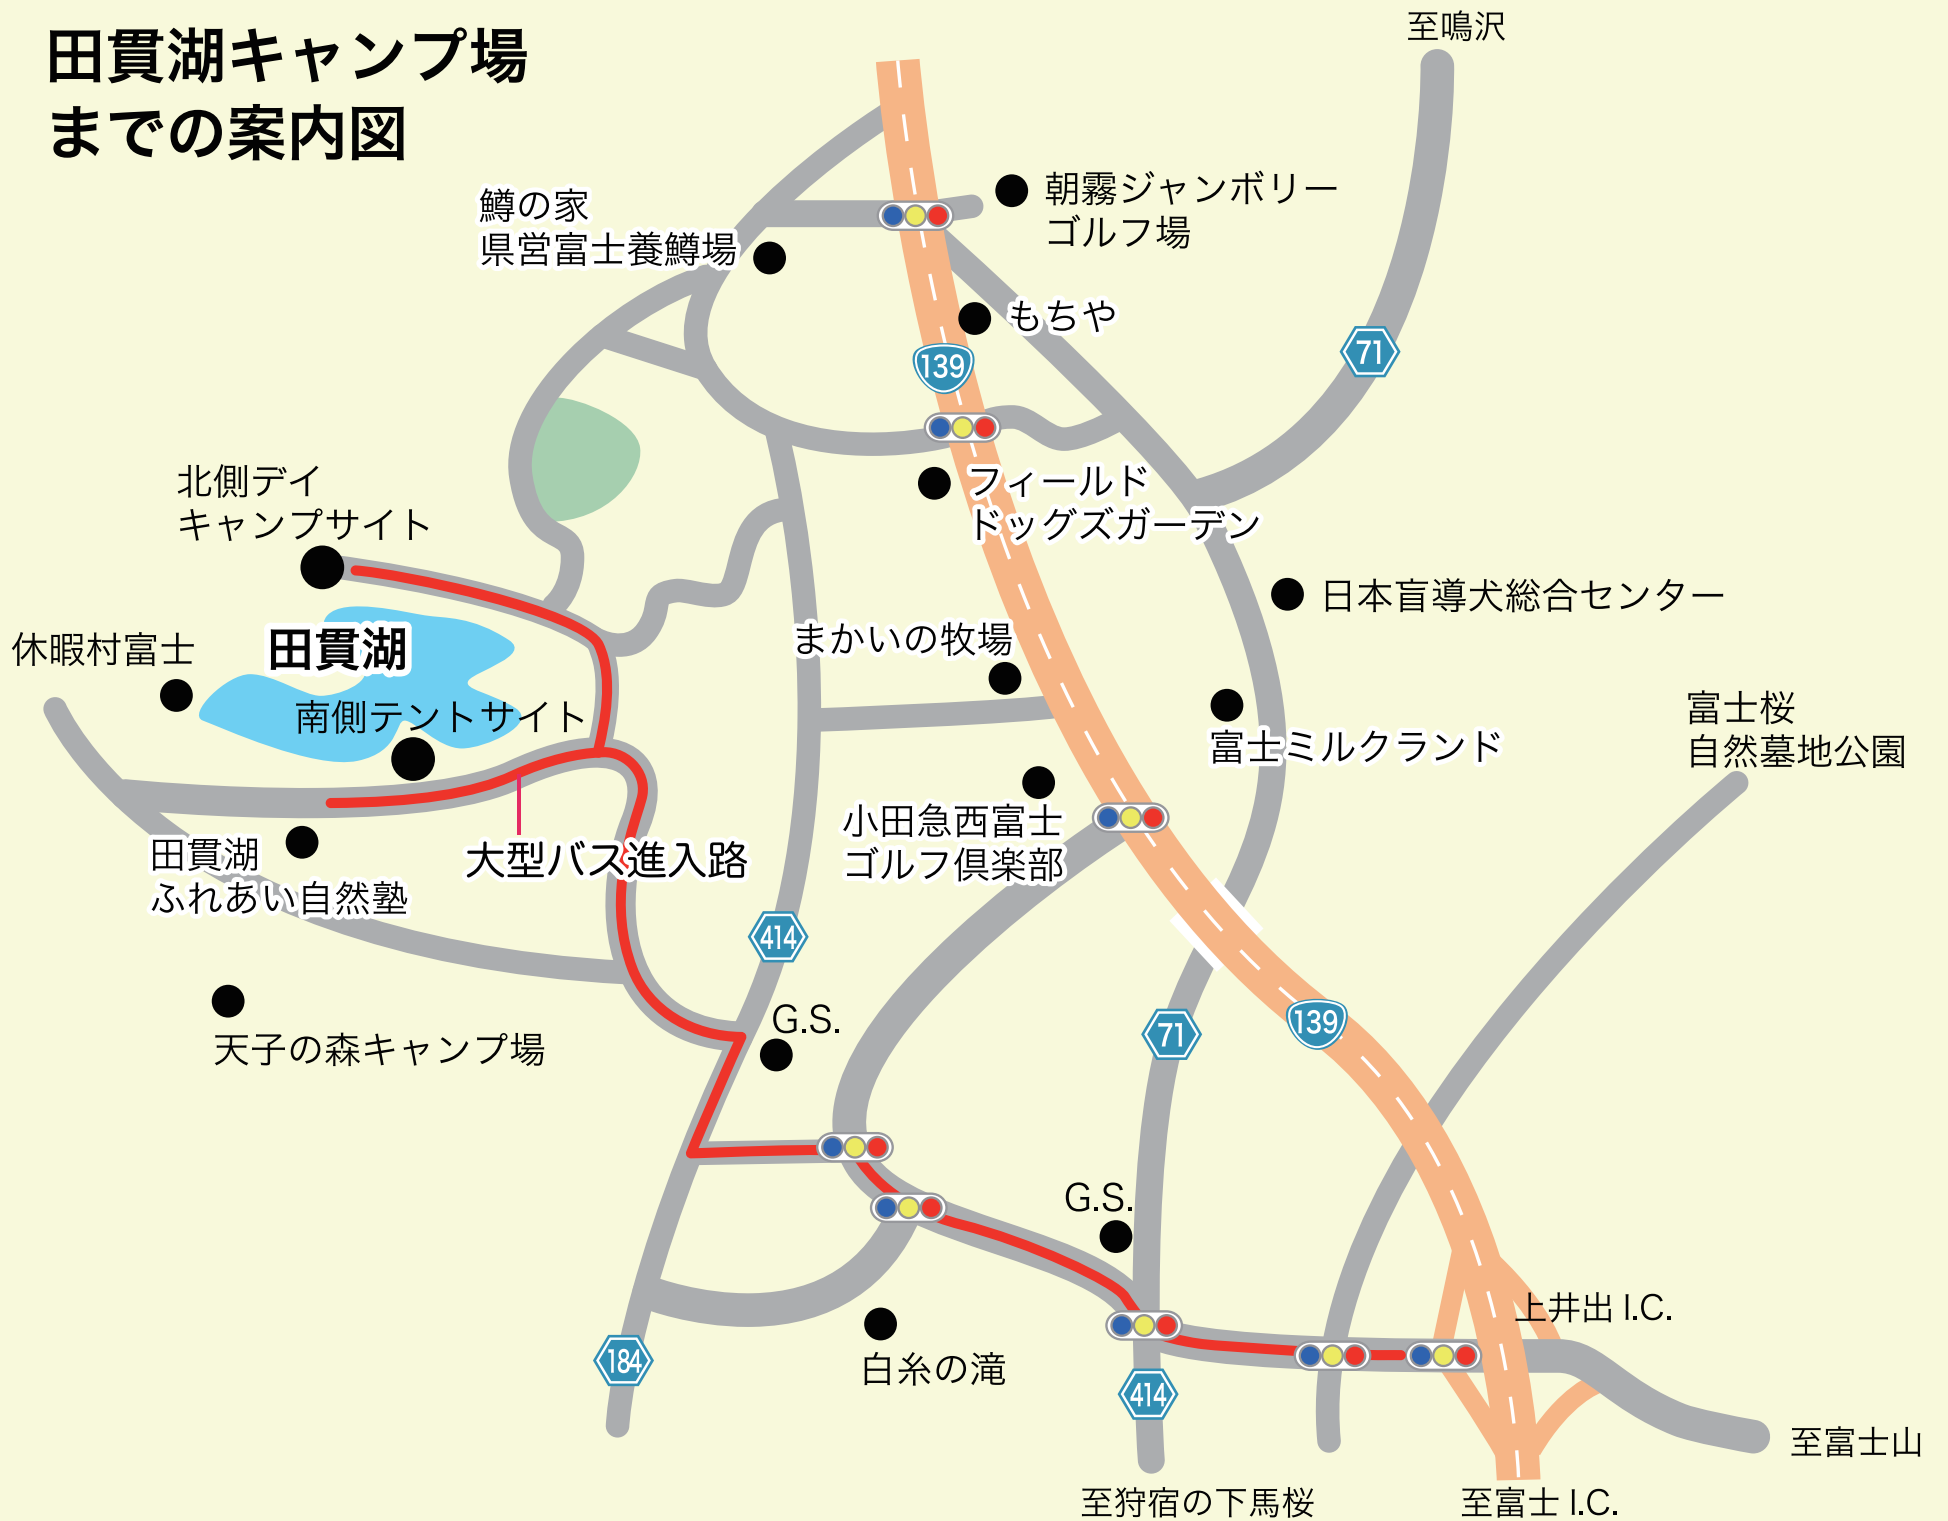 田貫湖キャンプ場
までの案内図
至鳴沢
鱒の家
県営富士養鱒場
朝霧ジャンボリー
ゴルフ場
もちや
139
71
北側デイ
キャンプサイト
フィールド
ドッグズガーデン
日本盲導犬総合センター
休暇村富士
田貫湖
まかいの牧場
南側テントサイト
富士ミルクランド
富士桜
自然墓地公園
小田急西富士
ゴルフ倶楽部
田貫湖
ふれあい自然塾
大型バス進入路
414
天子の森キャンプ場
G.S.
71
139
G.S.
上井出 I.C.
184
白糸の滝
414
至富士山
至狩宿の下馬桜
至富士 I.C.